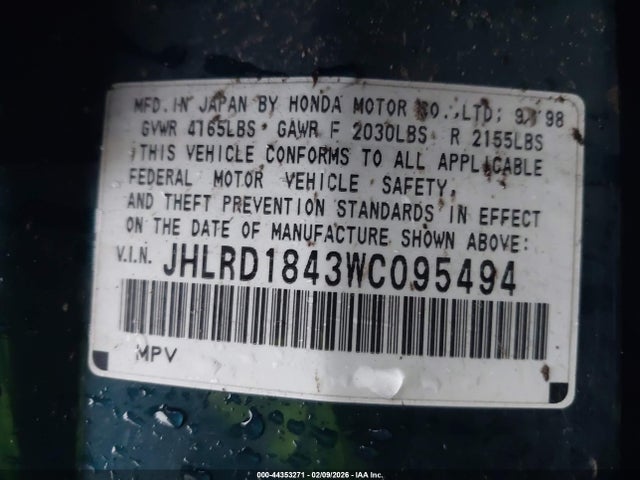 MFD. IN JAPAN BY HONDA MOTOR CO.,LTD; 9 98
GVWR 4165LBS GAWR F 2030LBS R 2155LBS
THIS VEHICLE CONFORMS TO ALL APPLICABLE
FEDERAL MOTOR VEHICLE SAFETY,
AND THEFT PREVENTION STANDARDS IN EFFECT
ON THE DATE OF MANUFACTURE SHOWN ABOVE:
V.I.N. JHLRD1843WC095494
MPV
000-44353271 - 02/09/2026 - IAA Inc.